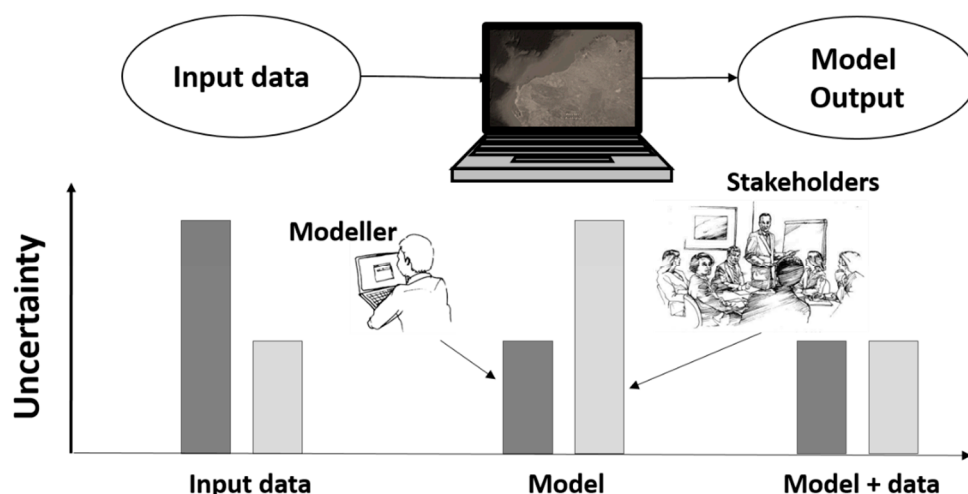 Input data
Model
Output
Stakeholders
Modeller
Uncertainty
Input data
Model
Model + data